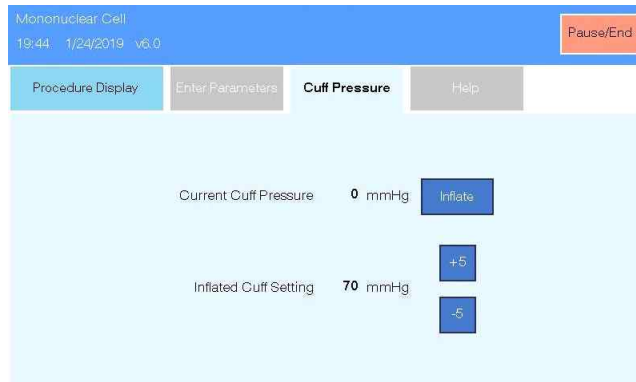 Mononuclear Cell
19:44 1/24/2019 v6.0
Pause/End
Procedure Display
Enter Parameters
Cuff Pressure
Help
Current Cuff Pressure 0 mmHg Inflate
+5
Inflated Cuff Setting 70 mmHg
-5